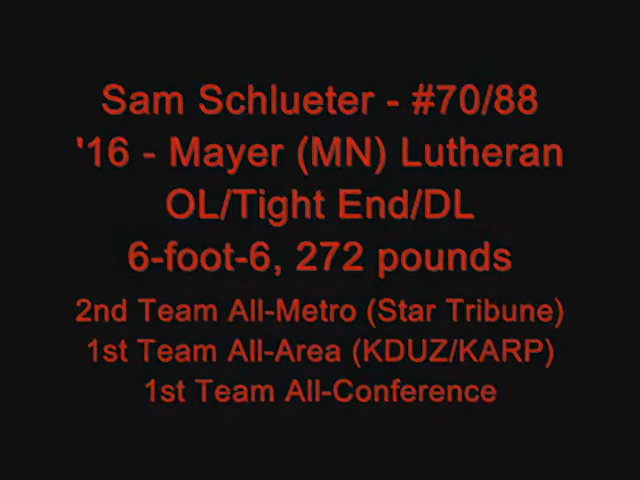 Sam Schlueter - #70/88
'16 - Mayer (MN) Lutheran
OL/Tight End/DL
6-foot-6, 272 pounds
2nd Team All-Metro (Star Tribune)
1st Team All-Area (KDUZ/KARP)
1st Team All-Conference